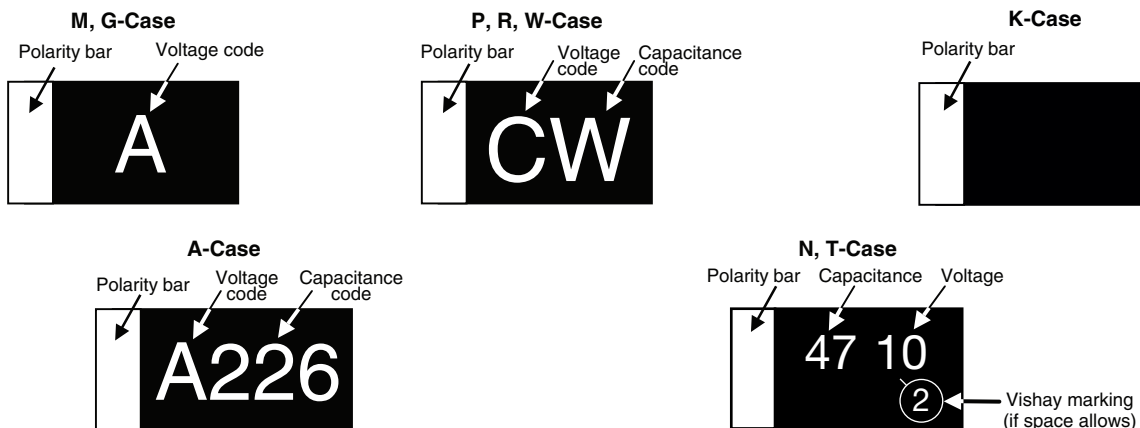 M, G-Case
Polarity bar
Voltage code
A
P, R, W-Case
Polarity bar
Voltage
code
Capacitance
code
CW
K-Case
Polarity bar
A-Case
Polarity bar
Voltage
code
Capacitance
code
A226
N, T-Case
Polarity bar
Capacitance
Voltage
47 10
2
Vishay marking
(if space allows)